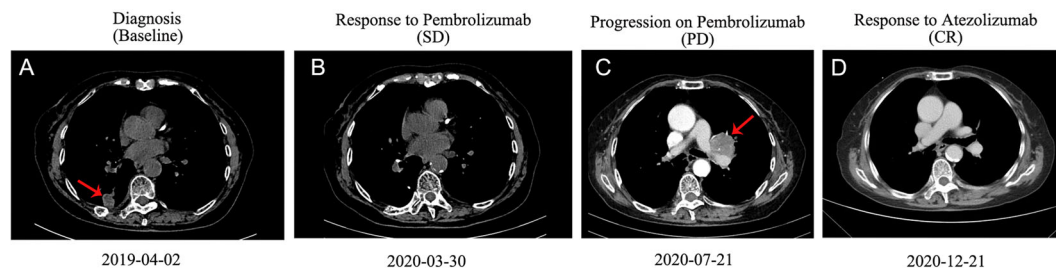 Diagnosis
(Baseline)
Response to Pembrolizumab
(SD)
Progression on Pembrolizumab
(PD)
Response to Atezolizumab
(CR)
A
B
C
D
2019-04-02
2020-03-30
2020-07-21
2020-12-21